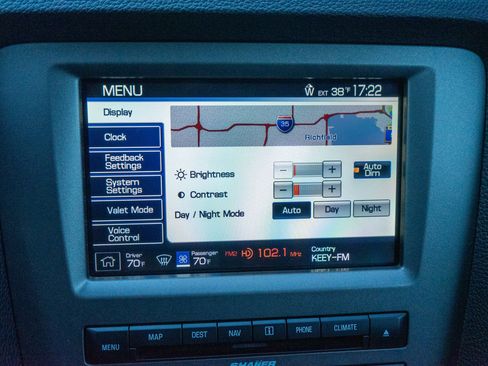 MENU W EXT 38°F 17:22
Display
35
Richfield
Clock
Feedback Settings
System Settings
Valet Mode
Voice Control
Brightness - + Auto Dim
Contrast - +
Day / Night Mode Auto Day Night
Driver 70°F Passenger 70°F FM2 HD 102.1 MHz Country KEEY-FM
MENU MAP DEST NAV i PHONE CLIMATE
SHAKER